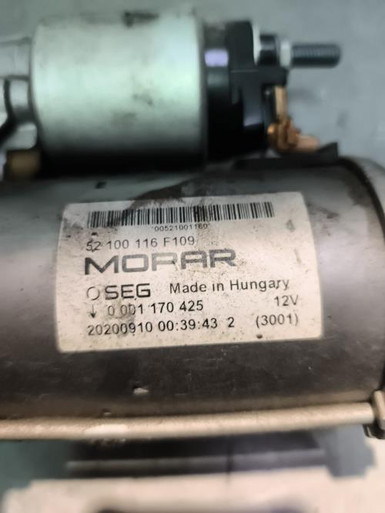 *0052100116D*
52 100 116 F109
MOPAR
SEG Made in Hungary
0 001 170 425 12V
20200910 00:39:43 2 (3001)